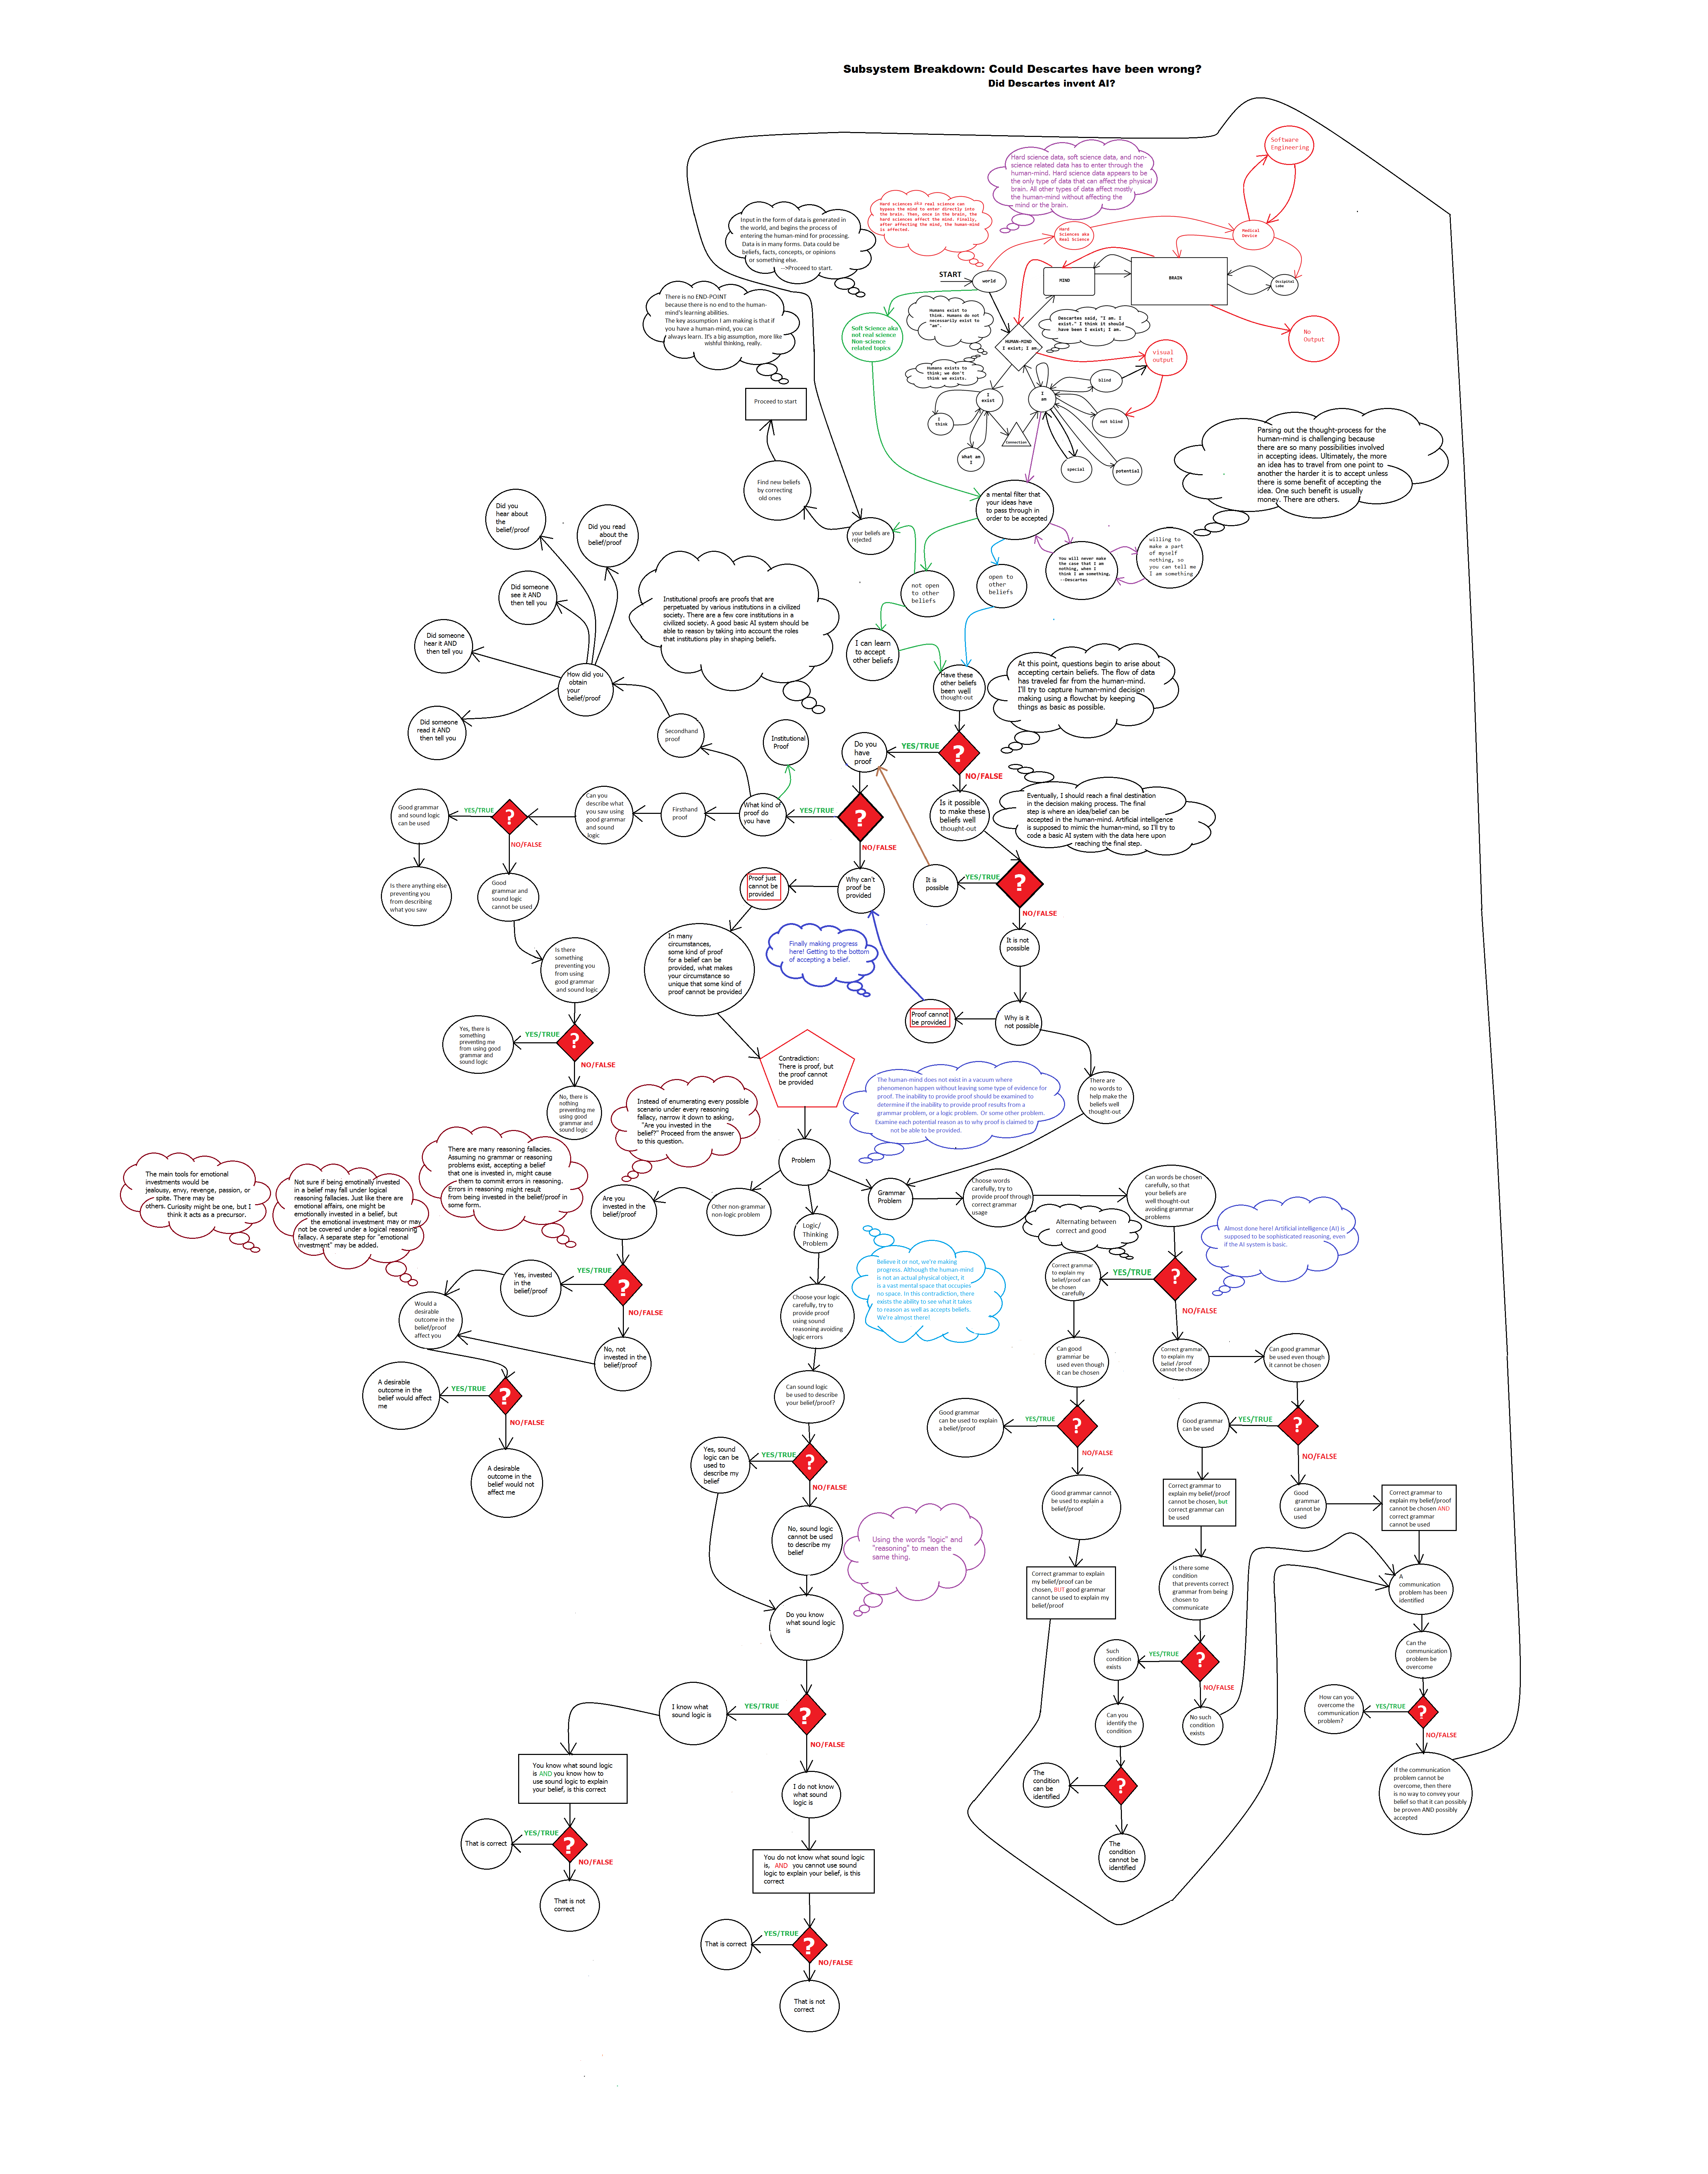 Subsystem Breakdown: Could Descartes have been wrong?
Did Descartes invent AI?
Software
Engineering
Hard science data, soft science data, and non-
science related data has to enter through the
human-mind. Hard science data appears to be
the only type of data that can affect the physical
brain. All other types of data affect mostly
the human-mind without affecting the
mind or the brain.
Hard sciences aka real science can
bypass the mind to enter directly into
the brain. Then, once in the brain, the
hard sciences affect the mind. Finally,
after affecting the mind, the human-mind
is affected.
Input in the form of data is generated in
the world, and begins the process of
entering the human-mind for processing.
Data is in many forms. Data could be
beliefs, facts, concepts, or opinions
or something else.
-->Proceed to start.
Hard
Sciences aka
Real Science
Medical
Device
START
world
MIND
BRAIN
Occipital
Lobe
There is no END-POINT
because there is no end to the human-
mind's learning abilities.
The key assumption I am making is that if
you have a human-mind, you can
always learn. It's a big assumption, more like
wishful thinking, really.
Soft Science aka
not real science
Non-science
related topics
Humans exist to
think. Humans do not
necessarily exist to
"am".
Descartes said, "I am. I
exist." I think it should
have been I exist; I am.
HUMAN-MIND
I exist; I am
No
Output
visual
output
Humans exists to
think; we don't
think we exists.
blind
I
exist
I
am
I
think
not blind
Connection
What am
I
special
potential
Proceed to start
Parsing out the thought-process for the
human-mind is challenging because
there are so many possibilities involved
in accepting ideas. Ultimately, the more
an idea has to travel from one point to
another the harder it is to accept unless
there is some benefit of accepting the
idea. One such benefit is usually
money. There are others.
Find new beliefs
by correcting
old ones
a mental filter that
your ideas have
to pass through in
order to be accepted
your beliefs are
rejected
Did you
hear about
the
belief/proof
Did you read
about the
belief/proof
willing to
make a part
of myself
nothing, so
you can tell me
I am something
You will never make
the case that I am
nothing, when I
think I am something,
--Descartes
not open
to other
beliefs
open to
other
beliefs
Did someone
see it AND
then tell you
Institutional proofs are proofs that are
perpetuated by various institutions in a civilized
society. There are a few core institutions in a
civilized society. A good basic AI system should be
able to reason by taking into account the roles
that institutions play in shaping beliefs.
Did someone
hear it AND
then tell you
I can learn
to accept
other beliefs
How did you
obtain
your
belief/proof
Have these
other beliefs
been well
thought-out
At this point, questions begin to arise about
accepting certain beliefs. The flow of data
has traveled far from the human-mind.
I'll try to capture human-mind decision
making using a flowchat by keeping
things as basic as possible.
Did someone
read it AND
then tell you
Secondhand
proof
Institutional
Proof
Do you
have
proof
YES/TRUE
?
NO/FALSE
Good grammar
and sound logic
can be used
YES/TRUE
?
NO/FALSE
Can you
describe what
you saw using
good grammar
and sound
logic
Firsthand
proof
What kind of
proof do
you have
YES/TRUE
?
NO/FALSE
Is it possible
to make these
beliefs well
thought-out
Eventually, I should reach a final destination
in the decision making process. The final
step is where an idea/belief can be
accepted in the human-mind. Artificial intelligence
is supposed to mimic the human-mind, so I'll try to
code a basic AI system with the data here upon
reaching the final step.
Is there anything else
preventing you
from describing
what you saw
Good
grammar and
sound logic
cannot be used
Proof just
cannot be
provided
Why can't
proof be
provided
It is
possible
YES/TRUE
?
NO/FALSE
In many
circumstances,
some kind of proof
for a belief can be
provided, what makes
your circumstance so
unique that some kind of
proof cannot be provided
Finally making progress
here! Getting to the bottom
of accepting a belief.
It is not
possible
Is there
something
preventing you
from using
good grammar
and sound logic
Proof cannot
be provided
Why is it
not possible
Yes, there is
something
preventing me
from using good
grammar and
sound logic
YES/TRUE
?
NO/FALSE
Contradiction:
There is proof, but
the proof cannot
be provided
The human-mind does not exist in a vacuum where
phenomenon happen without leaving some type of evidence for
proof. The inability to provide proof should be examined to
determine if the inability to provide proof results from a
grammar problem, or a logic problem. Or some other problem.
Examine each potential reason as to why proof is claimed to
not be able to be provided.
There are
no words to
help make the
beliefs well
thought-out
No, there is
nothing
preventing me
using good
grammar and
sound logic
Instead of enumerating every possible
scenario under every reasoning
fallacy, narrow it down to asking,
"Are you invested in the
belief?" Proceed from the answer
to this question.
There are many reasoning fallacies.
Assuming no grammar or reasoning
problems exist, accepting a belief
that one is invested in, might cause
them to commit errors in reasoning.
Errors in reasoning might result
from being invested in the belief/proof in
some form.
The main tools for emotional
investments would be
jealousy, envy, revenge, passion, or
or spite. There may be
others. Curiosity might be one, but I
think it acts as a precursor.
Not sure if being emotinally invested
in a belief may fall under logical
reasoning fallacies. Just like there are
emotional affairs, one might be
emotionally invested in a belief, but
the emotional investment may or may
not be covered under a logical reasoning
fallacy. A separate step for "emotional
investment" may be added.
Problem
Are you
invested in the
belief/proof
Other non-grammar
non-logic problem
Logic/
Thinking
Problem
Grammar
Problem
Choose words
carefully, try to
provide proof through
correct grammar
usage
Can words be chosen
carefully, so that
your beliefs are
well thought-out
avoiding grammar
problems
Alternating between
correct and good
Almost done here! Artificial intelligence (AI) is
supposed to be sophisticated reasoning, even
if the AI system is basic.
Believe it or not, we're making
progress. Although the human-mind
is not an actual physical object, it
is a vast mental space that occupies
no space. In this contradiction, there
exists the ability to see what it takes
to reason as well as accepts beliefs.
We're almost there!
Yes, invested
in the
belief/proof
YES/TRUE
?
NO/FALSE
Correct grammar
to explain my
belief/proof can
be chosen
carefully
YES/TRUE
?
NO/FALSE
Would a
desirable
outcome in the
belief/proof
affect you
Choose your logic
carefully, try to
provide proof
using sound
reasoning avoiding
logic errors
No, not
invested in the
belief/proof
Can good
grammar be
used even though
it can be chosen
Correct grammar
to explain my
belief /proof
cannot be chosen
Can good grammar
be used even though
it cannot be chosen
A desirable
outcome in the
belief would affect
me
YES/TRUE
?
NO/FALSE
Can sound logic
be used to describe
your belief/proof?
Good grammar
can be used to explain
a belief/proof
YES/TRUE
?
NO/FALSE
Good grammar
can be used
YES/TRUE
?
NO/FALSE
A desirable
outcome in the
belief would not
affect me
Yes, sound
logic can be
used to
describe my
belief
YES/TRUE
?
NO/FALSE
Good grammar cannot
be used to explain a
belief/proof
Correct grammar to
explain my belief/proof
cannot be chosen, but
correct grammar can
be used
Good
grammar
cannot be
used
Correct grammar to
explain my belief/proof
cannot be chosen AND
correct grammar
cannot be used
No, sound logic
cannot be used
to describe my
belief
Using the words "logic" and
"reasoning" to mean the
same thing.
Correct grammar to explain
my belief/proof can be
chosen, BUT good grammar
cannot be used to explain my
belief/proof
Is there some
condition
that prevents correct
grammar from being
chosen to
communicate
A
communication
problem has been
identified
Do you know
what sound logic
is
Such
condition
exists
YES/TRUE
?
NO/FALSE
Can the
communication
problem be
overcome
I know what
sound logic is
YES/TRUE
?
NO/FALSE
Can you
identify the
condition
No such
condition
exists
How can you
overcome the
communication
problem?
YES/TRUE
?
NO/FALSE
You know what sound logic
is AND you know how to
use sound logic to explain
your belief, is this correct
I do not know
what sound
logic is
The
condition
can be
identified
?
If the communication
problem cannot be
overcome, then there
is no way to convey your
belief so that it can possibly
be proven AND possibly
accepted
That is correct
YES/TRUE
?
NO/FALSE
The
condition
cannot be
identified
You do not know what sound logic
is, AND you cannot use sound
logic to explain your belief, is this
correct
That is not
correct
That is correct
YES/TRUE
?
NO/FALSE
That is not
correct